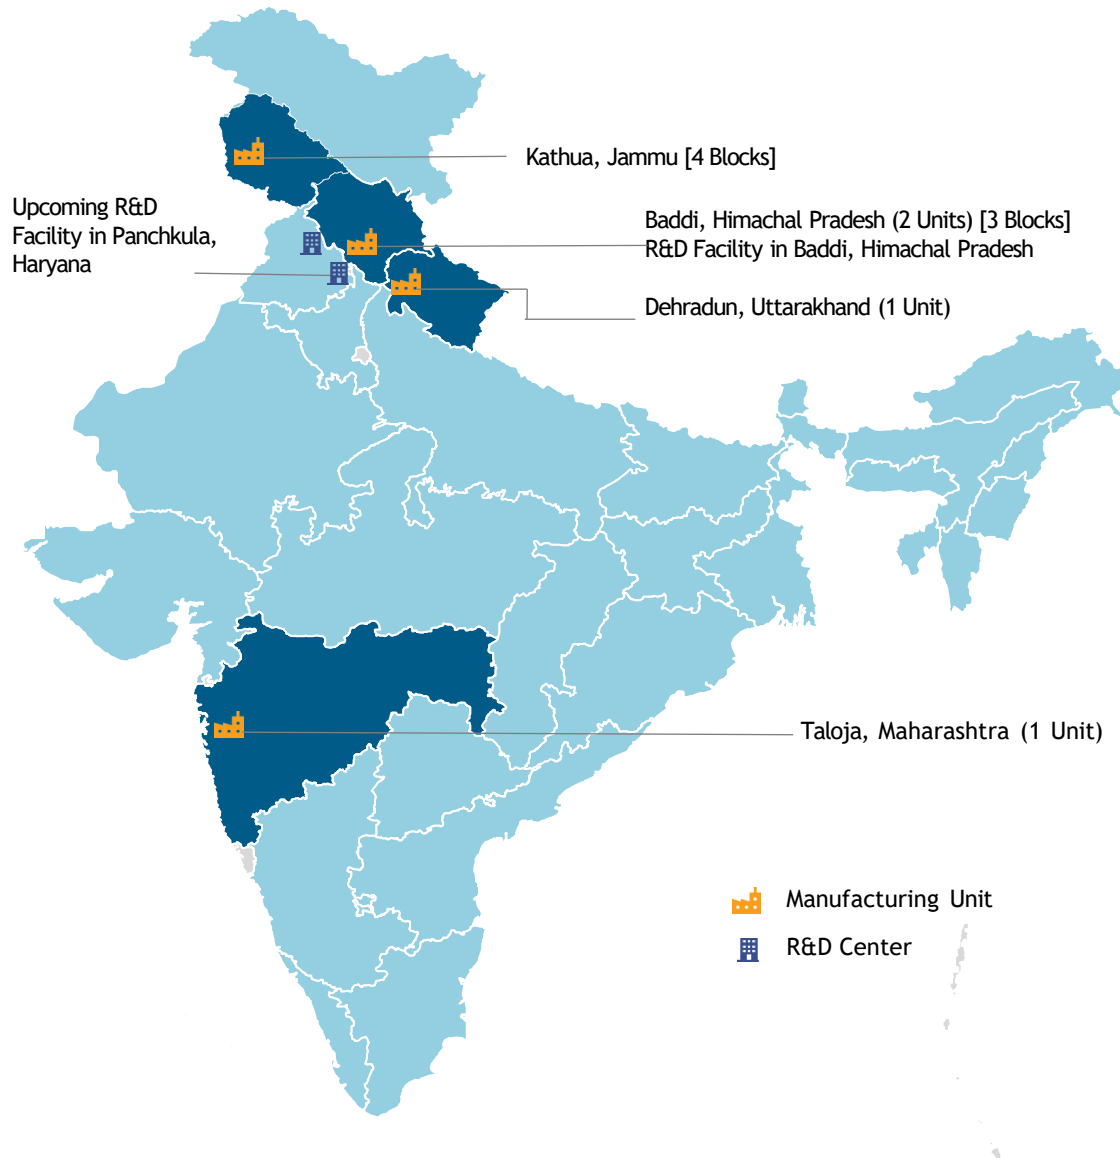 Kathua, Jammu [4 Blocks]
Upcoming R&D
Facility in Panchkula,
Haryana
Baddi, Himachal Pradesh (2 Units) [3 Blocks]
R&D Facility in Baddi, Himachal Pradesh
Dehradun, Uttarakhand (1 Unit)
Taloja, Maharashtra (1 Unit)
Manufacturing Unit
R&D Center